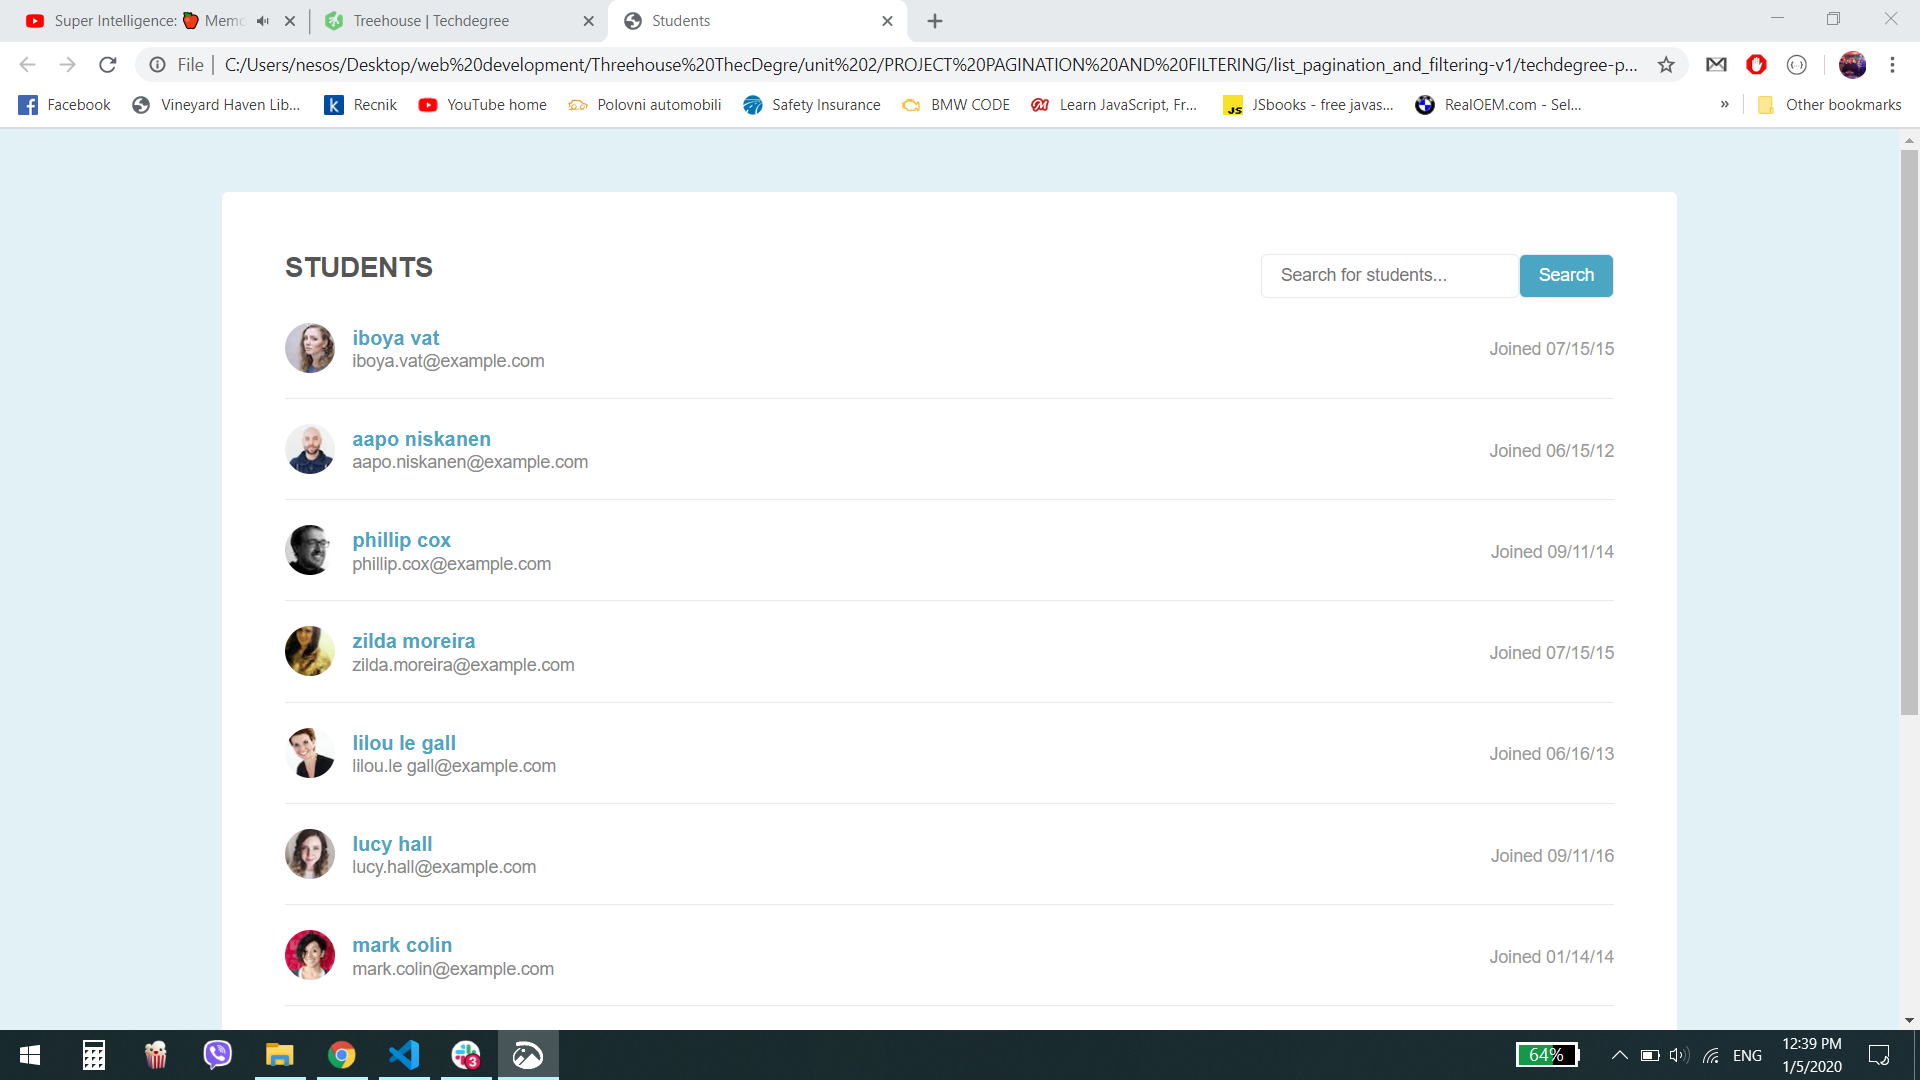 Super Intelligence: Memo
Treehouse | Techdegree
Students
File | C:/Users/nesos/Desktop/web%20development/Threehouse%20ThecDegre/unit%202/PROJECT%20PAGINATION%20AND%20FILTERING/list_pagination_and_filtering-v1/techdegree-p...
Facebook
Vineyard Haven Lib...
k Recnik
YouTube home
Polovni automobili
Safety Insurance
BMW CODE
Learn JavaScript, Fr...
JS JSbooks - free javas...
RealOEM.com - Sel...
»
Other bookmarks
STUDENTS
Search for students...
Search
iboya vat
iboya.vat@example.com
Joined 07/15/15
aapo niskanen
aapo.niskanen@example.com
Joined 06/15/12
phillip cox
phillip.cox@example.com
Joined 09/11/14
zilda moreira
zilda.moreira@example.com
Joined 07/15/15
lilou le gall
lilou.le gall@example.com
Joined 06/16/13
lucy hall
lucy.hall@example.com
Joined 09/11/16
mark colin
mark.colin@example.com
Joined 01/14/14
3
64%
ENG
12:39 PM
1/5/2020